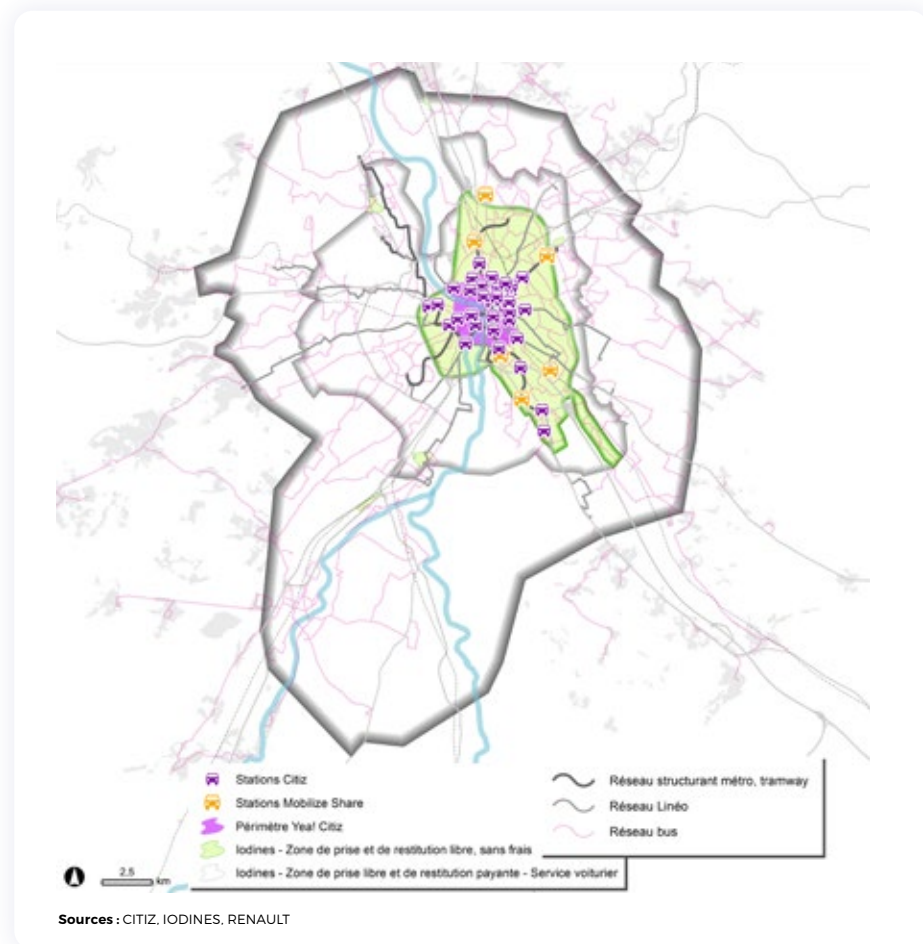 Stations Citiz
Stations Mobilize Share
Périmètre Yea! Citiz
Iodines - Zone de prise et de restitution libre, sans frais
Iodines - Zone de prise libre et de restitution payante - Service voiturier
Réseau structurant métro, tramway
Réseau Linéo
Réseau bus
2,5
km
Sources : CITIZ, IODINES, RENAULT